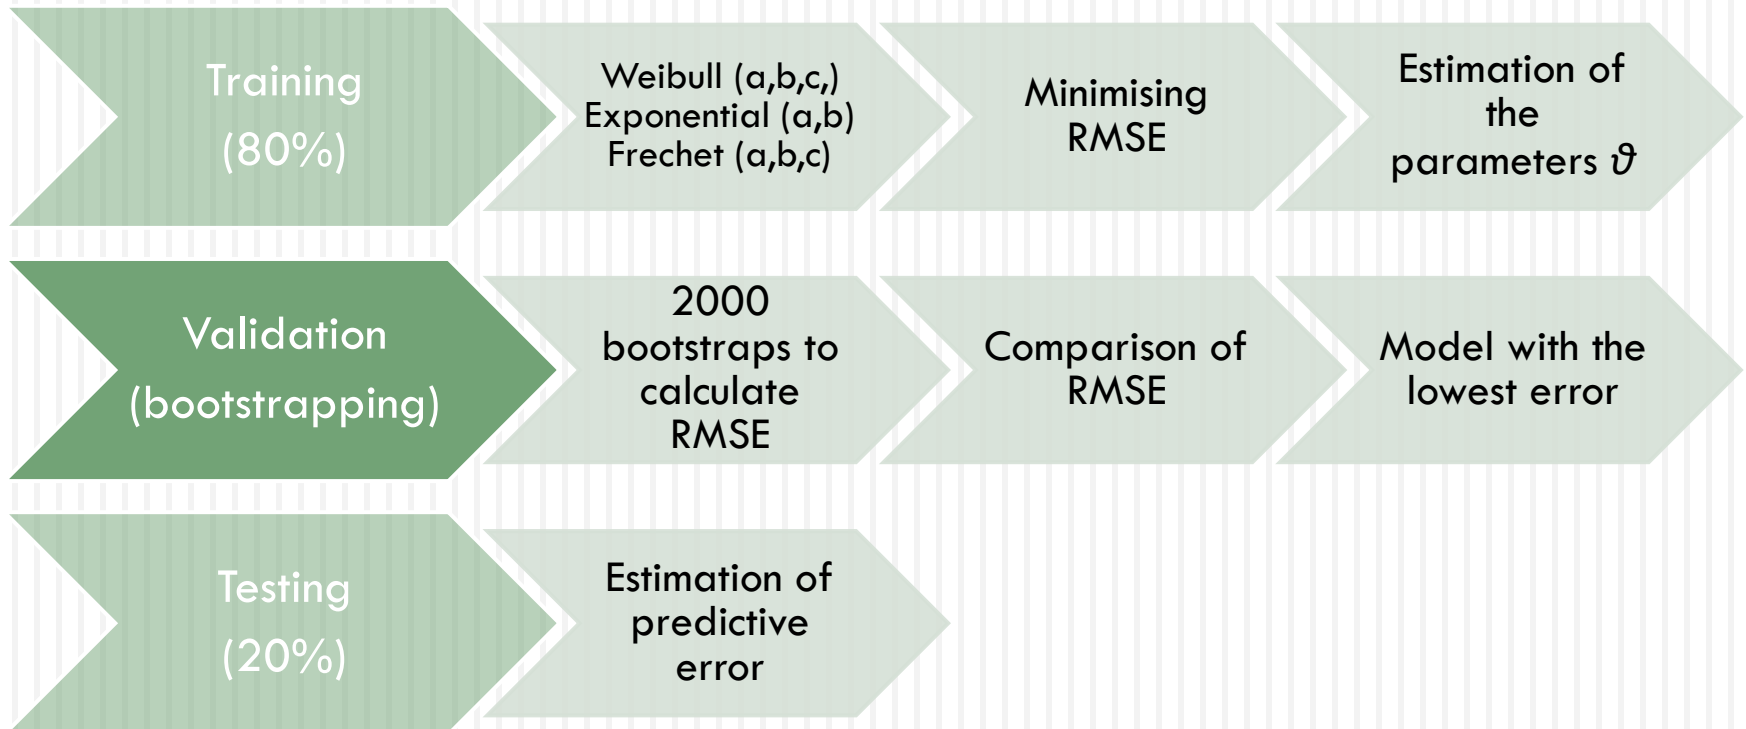 Training
(80%)
Weibull (a,b,c,)
Exponential (a,b)
Frechet (a,b,c)
Minimising
RMSE
Estimation of
the
parameters ϑ
Validation
(bootstrapping)
2000
bootstraps to
calculate
RMSE
Comparison of
RMSE
Model with the
lowest error
Testing
(20%)
Estimation of
predictive
error